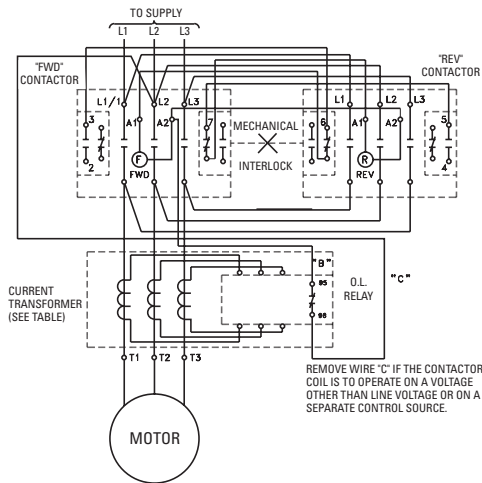 TO SUPPLY
L1 L2 L3
"FWD"
CONTACTOR
"REV"
CONTACTOR
L1/1 L2 L3
L1 L2 L3
3 A1 A2 7
6 A1 A2 5
MECHANICAL
INTERLOCK
2 F R 4
FWD REV
"B" "C"
95
O.L.
RELAY
96
CURRENT
TRANSFORMER
(SEE TABLE)
T1 T2 T3
REMOVE WIRE "C" IF THE CONTACTOR
COIL IS TO OPERATE ON A VOLTAGE
OTHER THAN LINE VOLTAGE OR ON A
SEPARATE CONTROL SOURCE.
MOTOR